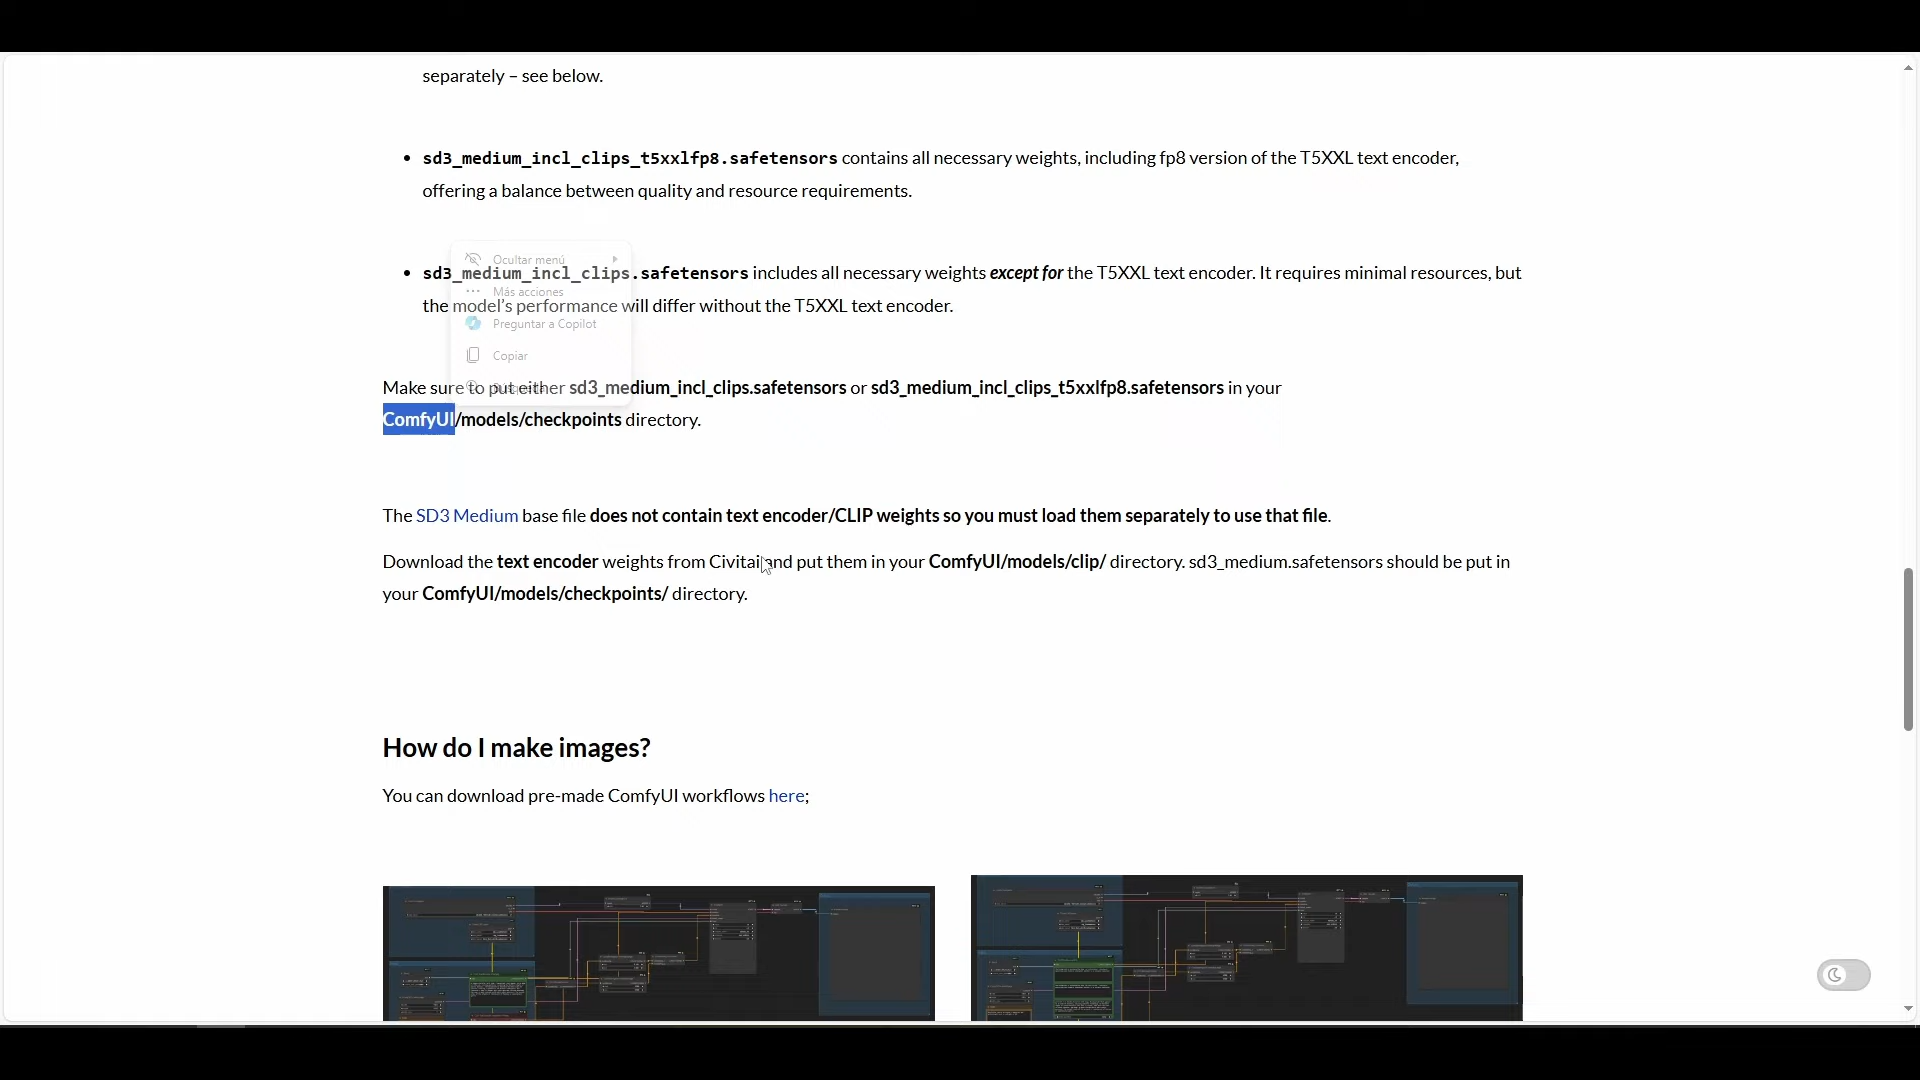 separately – see below.
sd3_medium_incl_clips_t5xxlfp8.safetensors contains all necessary weights, including fp8 version of the T5XXL text encoder,
offering a balance between quality and resource requirements.
Ocultar menú
sd3_medium_incl_clips.safetensors includes all necessary weights except for the T5XXL text encoder. It requires minimal resources, but
Más acciones
the model’s performance will differ without the T5XXL text encoder.
Preguntar a Copilot
Copiar
Make sure to put either sd3_medium_incl_clips.safetensors or sd3_medium_incl_clips_t5xxlfp8.safetensors in your
ComfyUI/models/checkpoints directory.
The SD3 Medium base file does not contain text encoder/CLIP weights so you must load them separately to use that file.
Download the text encoder weights from Civitai and put them in your ComfyUI/models/clip/ directory. sd3_medium.safetensors should be put in
your ComfyUI/models/checkpoints/ directory.
How do I make images?
You can download pre-made ComfyUI workflows here;